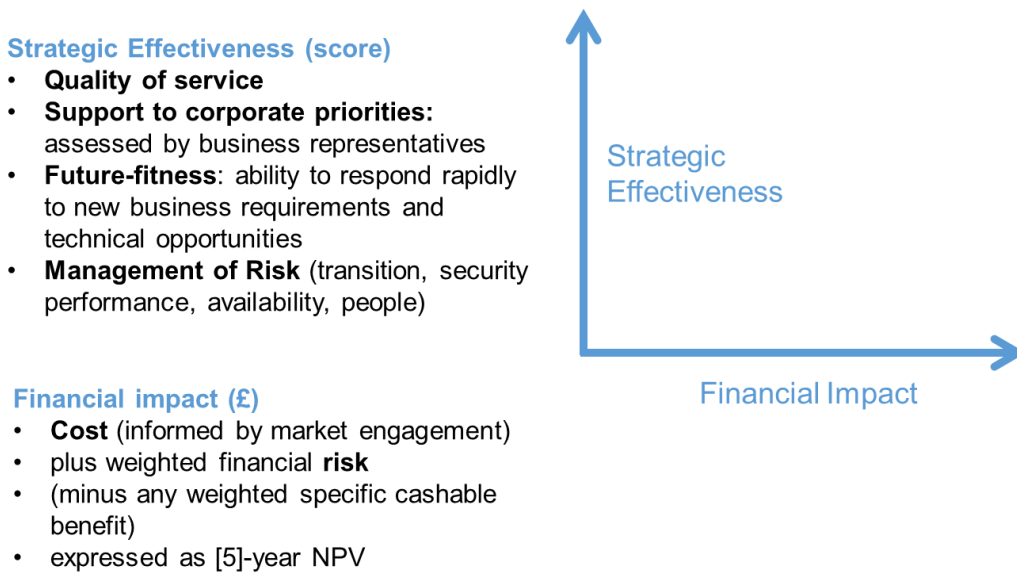 Strategic Effectiveness (score)
• Quality of service
• Support to corporate priorities:
assessed by business representatives
• Future-fitness: ability to respond rapidly
to new business requirements and
technical opportunities
• Management of Risk (transition, security
performance, availability, people)
Financial impact (£)
• Cost (informed by market engagement)
• plus weighted financial risk
• (minus any weighted specific cashable
benefit)
• expressed as [5]-year NPV
Strategic
Effectiveness
Financial Impact